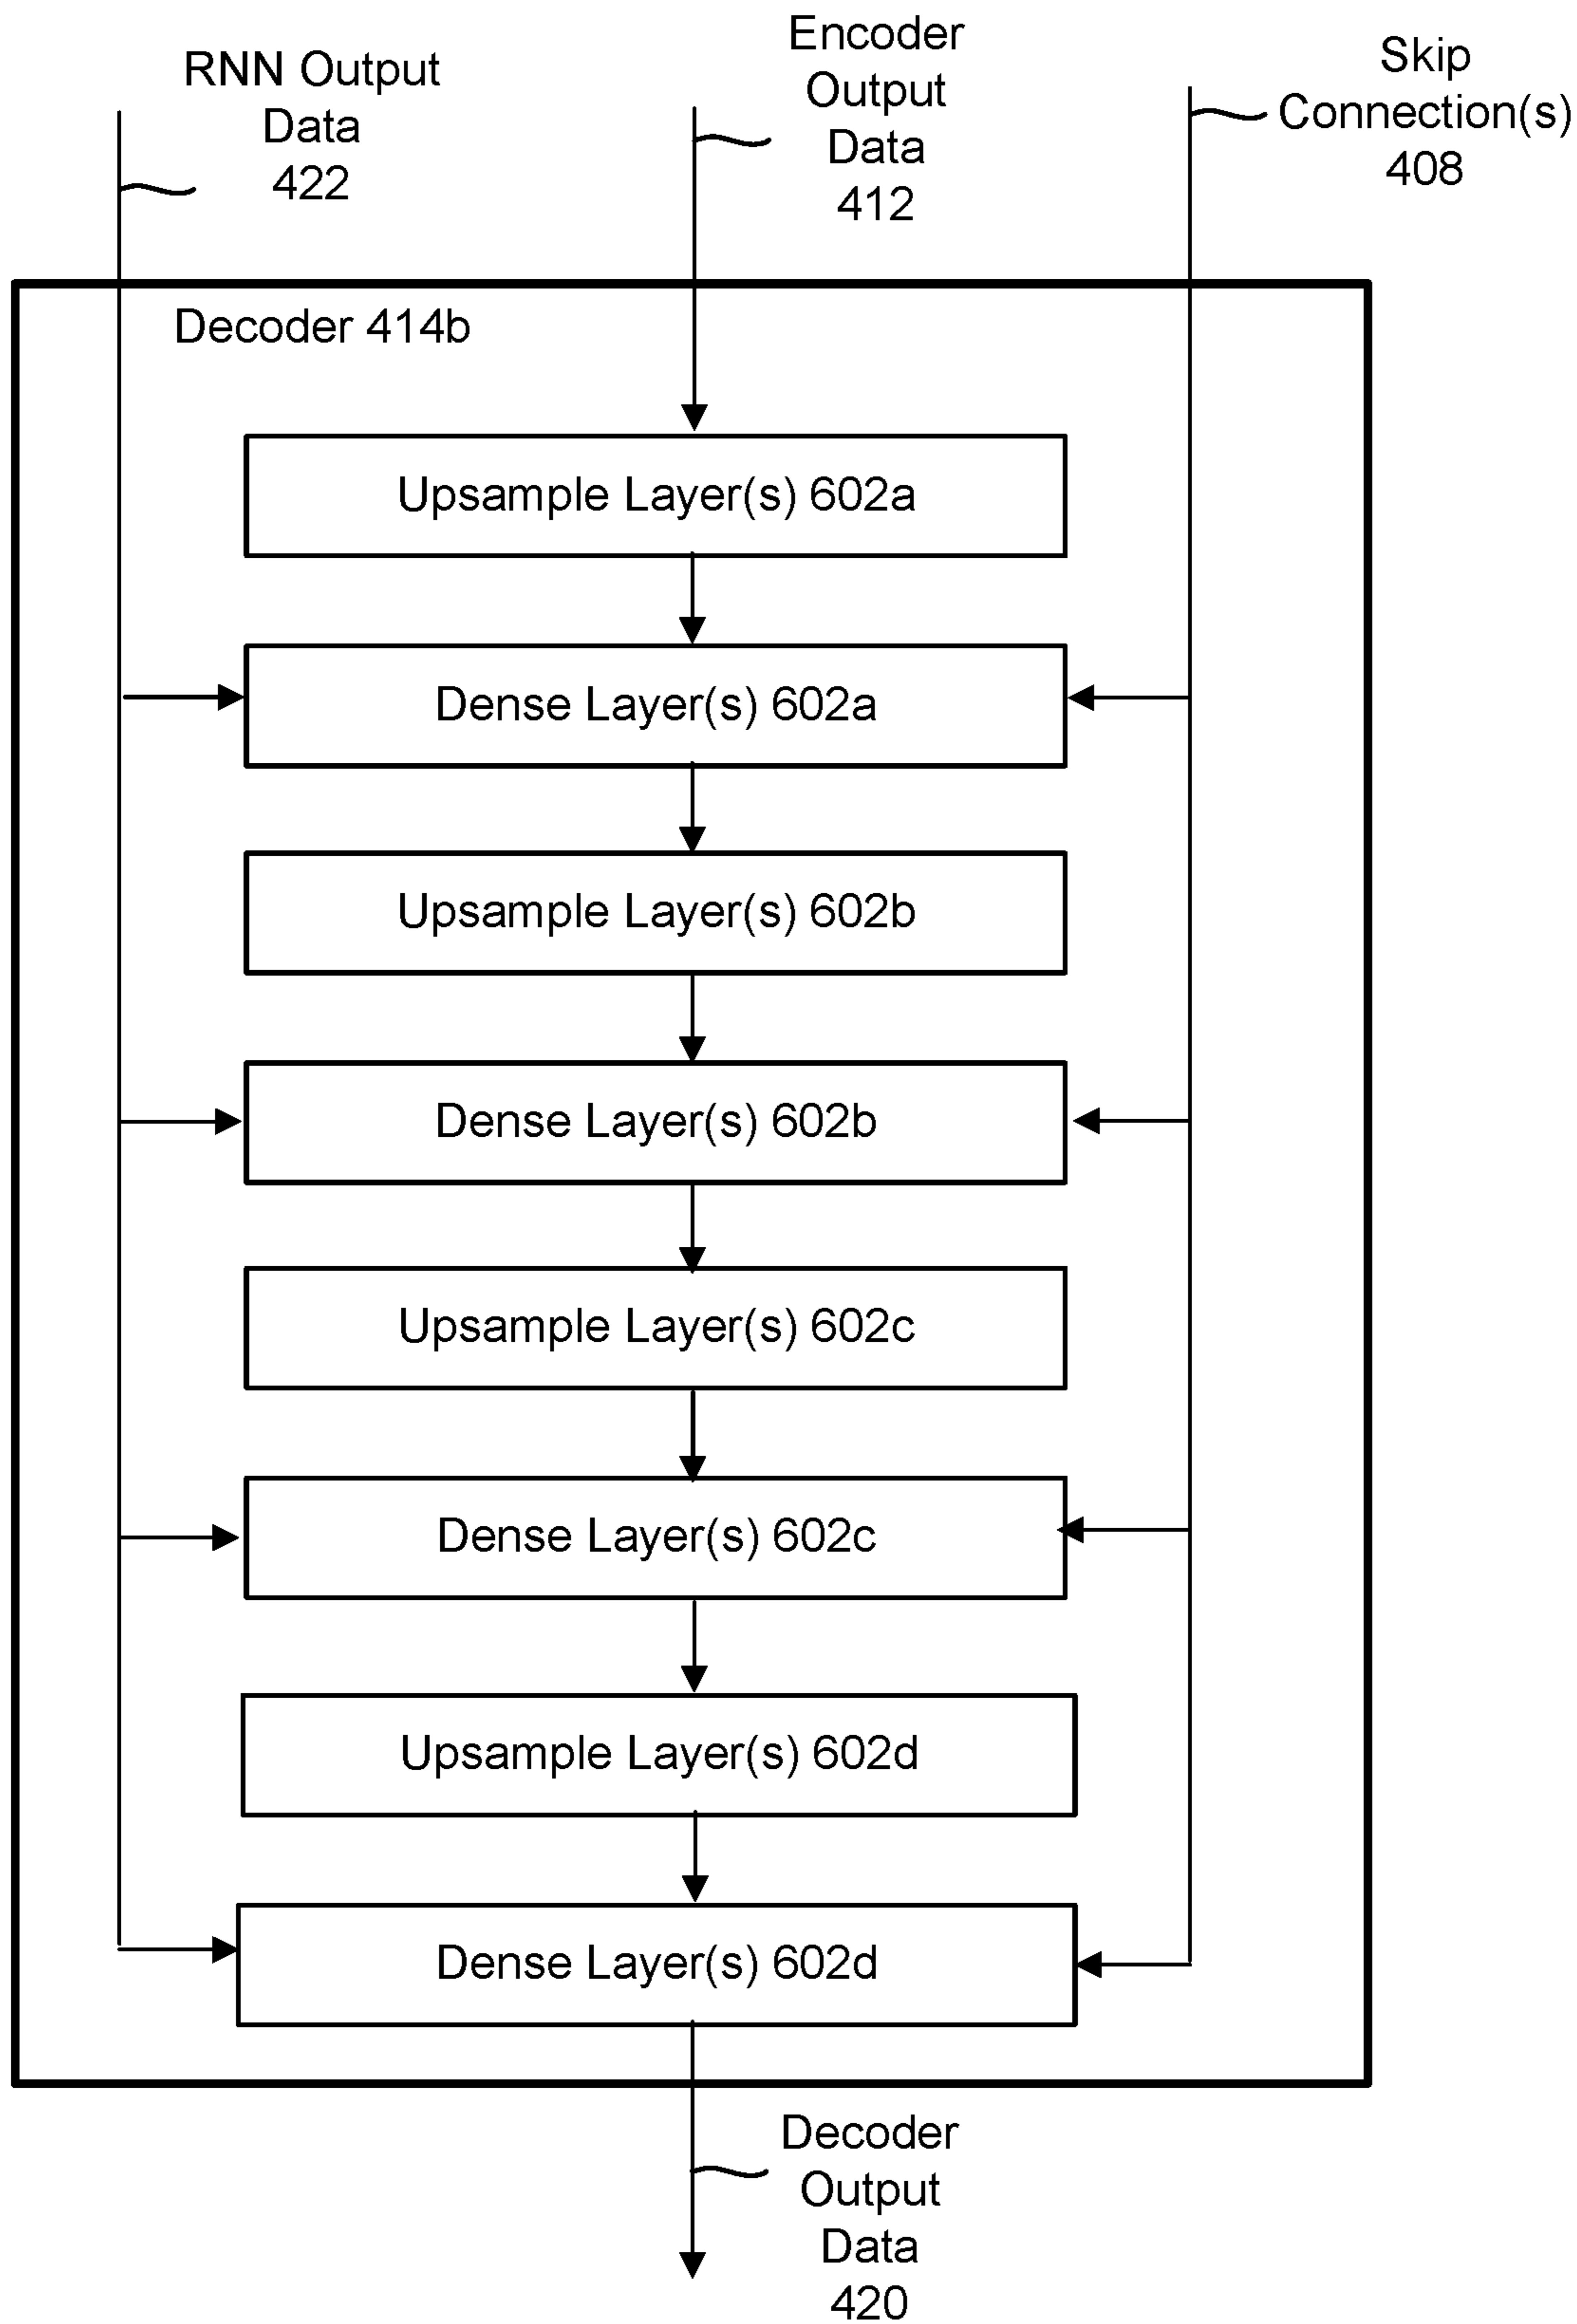 RNN Output
Data
422
Encoder
Output
Data
412
Skip
Connection(s)
408
Decoder 414b
Upsample Layer(s) 602a
Dense Layer(s) 602a
Upsample Layer(s) 602b
Dense Layer(s) 602b
Upsample Layer(s) 602c
Dense Layer(s) 602c
Upsample Layer(s) 602d
Dense Layer(s) 602d
Decoder
Output
Data
420